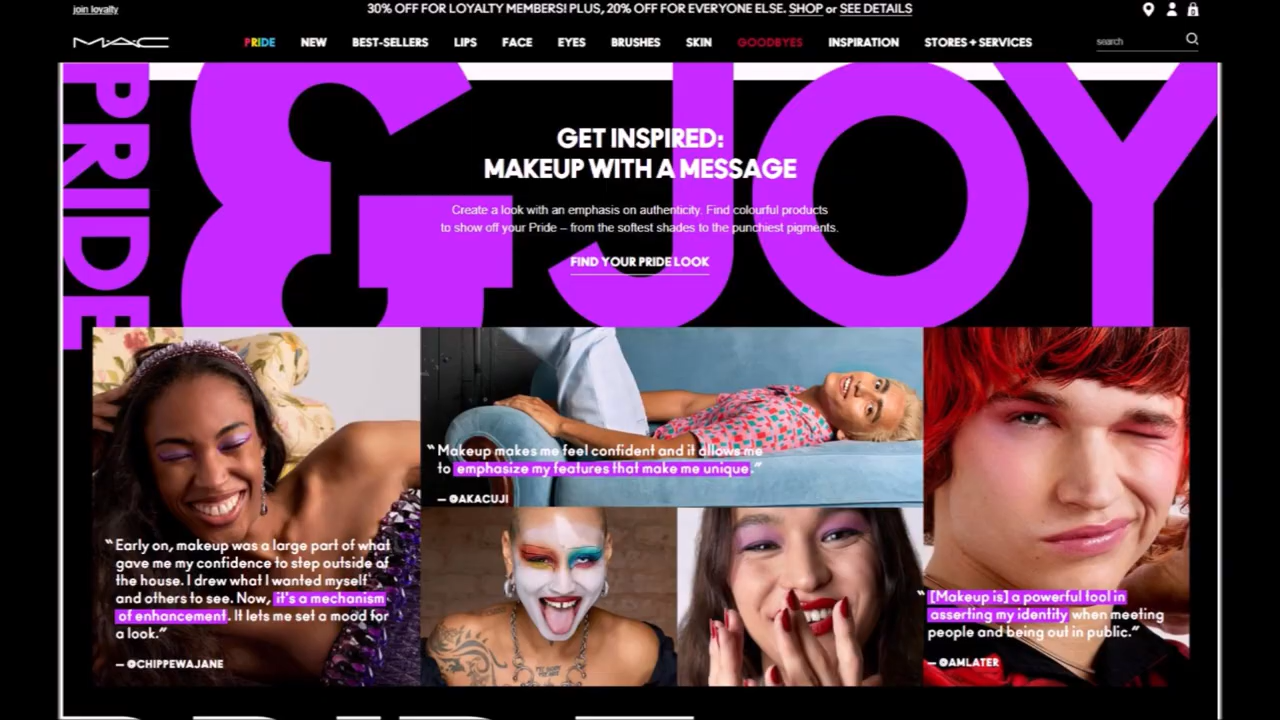 join loyalty
30% OFF FOR LOYALTY MEMBERS! PLUS, 20% OFF FOR EVERYONE ELSE. SHOP or SEE DETAILS
MAC
PRIDE NEW BEST-SELLERS LIPS FACE EYES BRUSHES SKIN GOODBYES INSPIRATION STORES + SERVICES
search
PRIDE
& JOY
GET INSPIRED:
MAKEUP WITH A MESSAGE
Create a look with an emphasis on authenticity. Find colourful products
to show off your Pride – from the softest shades to the punchiest pigments.
FIND YOUR PRIDE LOOK
“Early on, makeup was a large part of what
gave me my confidence to step outside of
the house. I drew what I wanted myself
and others to see. Now, it's a mechanism
of enhancement. It lets me set a mood for
a look.”
— @CHIPPEWAJANE
“Makeup makes me feel confident and it allows me
to emphasize my features that make me unique.”
— @AKACUJI
“[Makeup is] a powerful tool in
asserting my identity when meeting
people and being out in public.”
— @AMLATER